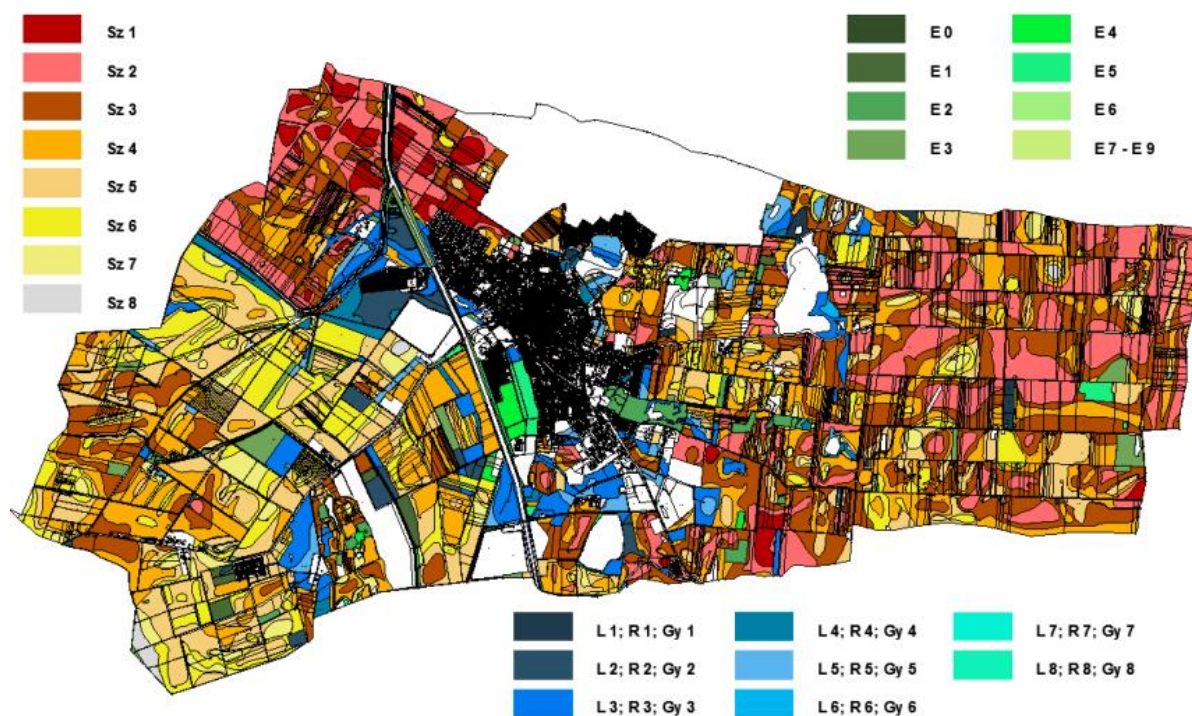 Sz 1
Sz 2
Sz 3
Sz 4
Sz 5
Sz 6
Sz 7
Sz 8
E 0
E 1
E 2
E 3
E 4
E 5
E 6
E 7 - E 9
L 1; R 1; Gy 1
L 2; R 2; Gy 2
L 3; R 3; Gy 3
L 4; R 4; Gy 4
L 5; R 5; Gy 5
L 6; R 6; Gy 6
L 7; R 7; Gy 7
L 8; R 8; Gy 8